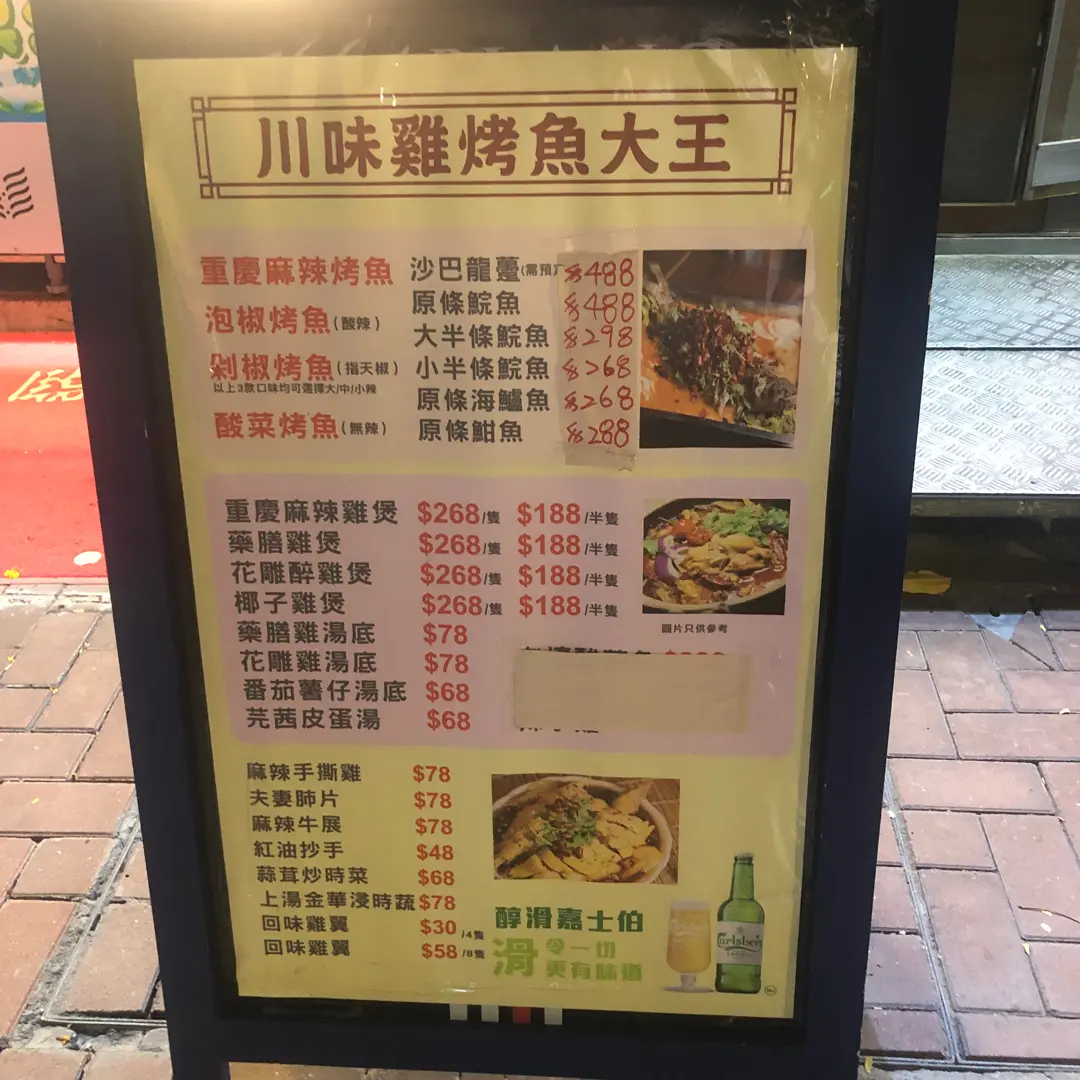 川味雞烤魚大王
重慶麻辣烤魚
泡椒烤魚(酸辣)
剁椒烤魚(指天椒)
以上3款口味均可選擇大/中/小辣
酸菜烤魚(無辣)
沙巴龍躉(需預 $488
原條鯇魚 $488
大半條鯇魚 $298
小半條鯇魚 $268
原條海鱸魚 $268
原條魽魚 $288
重慶麻辣雞煲 $268/隻 $188/半隻
藥膳雞煲 $268/隻 $188/半隻
花雕醉雞煲 $268/隻 $188/半隻
椰子雞煲 $268/隻 $188/半隻
藥膳雞湯底 $78
花雕雞湯底 $78
番茄薯仔湯底 $68
芫茜皮蛋湯 $68
圖片只供參考
麻辣手撕雞 $78
夫妻肺片 $78
麻辣牛展 $78
紅油抄手 $48
蒜茸炒時菜 $68
上湯金華浸時蔬 $78
回味雞翼 $30/4隻
回味雞翼 $58/8隻
醇滑嘉士伯
滑 一切
更有味道
Carlsberg